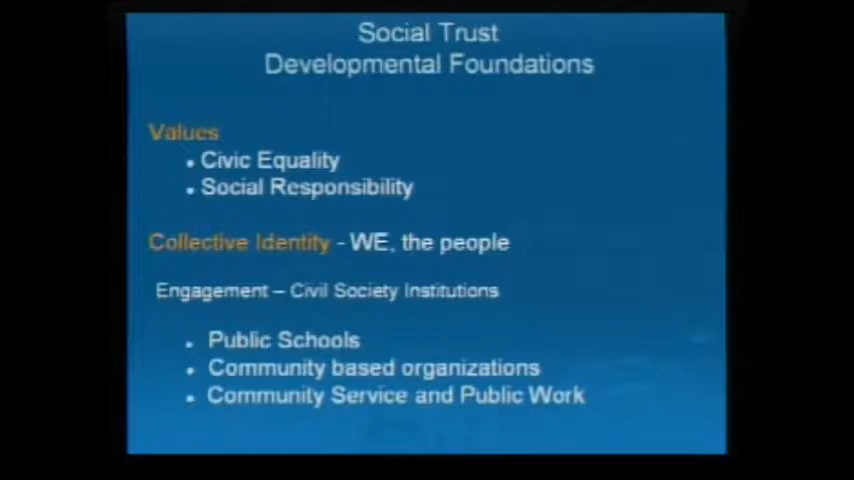 Social Trust
Developmental Foundations
Values
• Civic Equality
• Social Responsibility
Collective Identity - WE, the people
Engagement – Civil Society Institutions
• Public Schools
• Community based organizations
• Community Service and Public Work